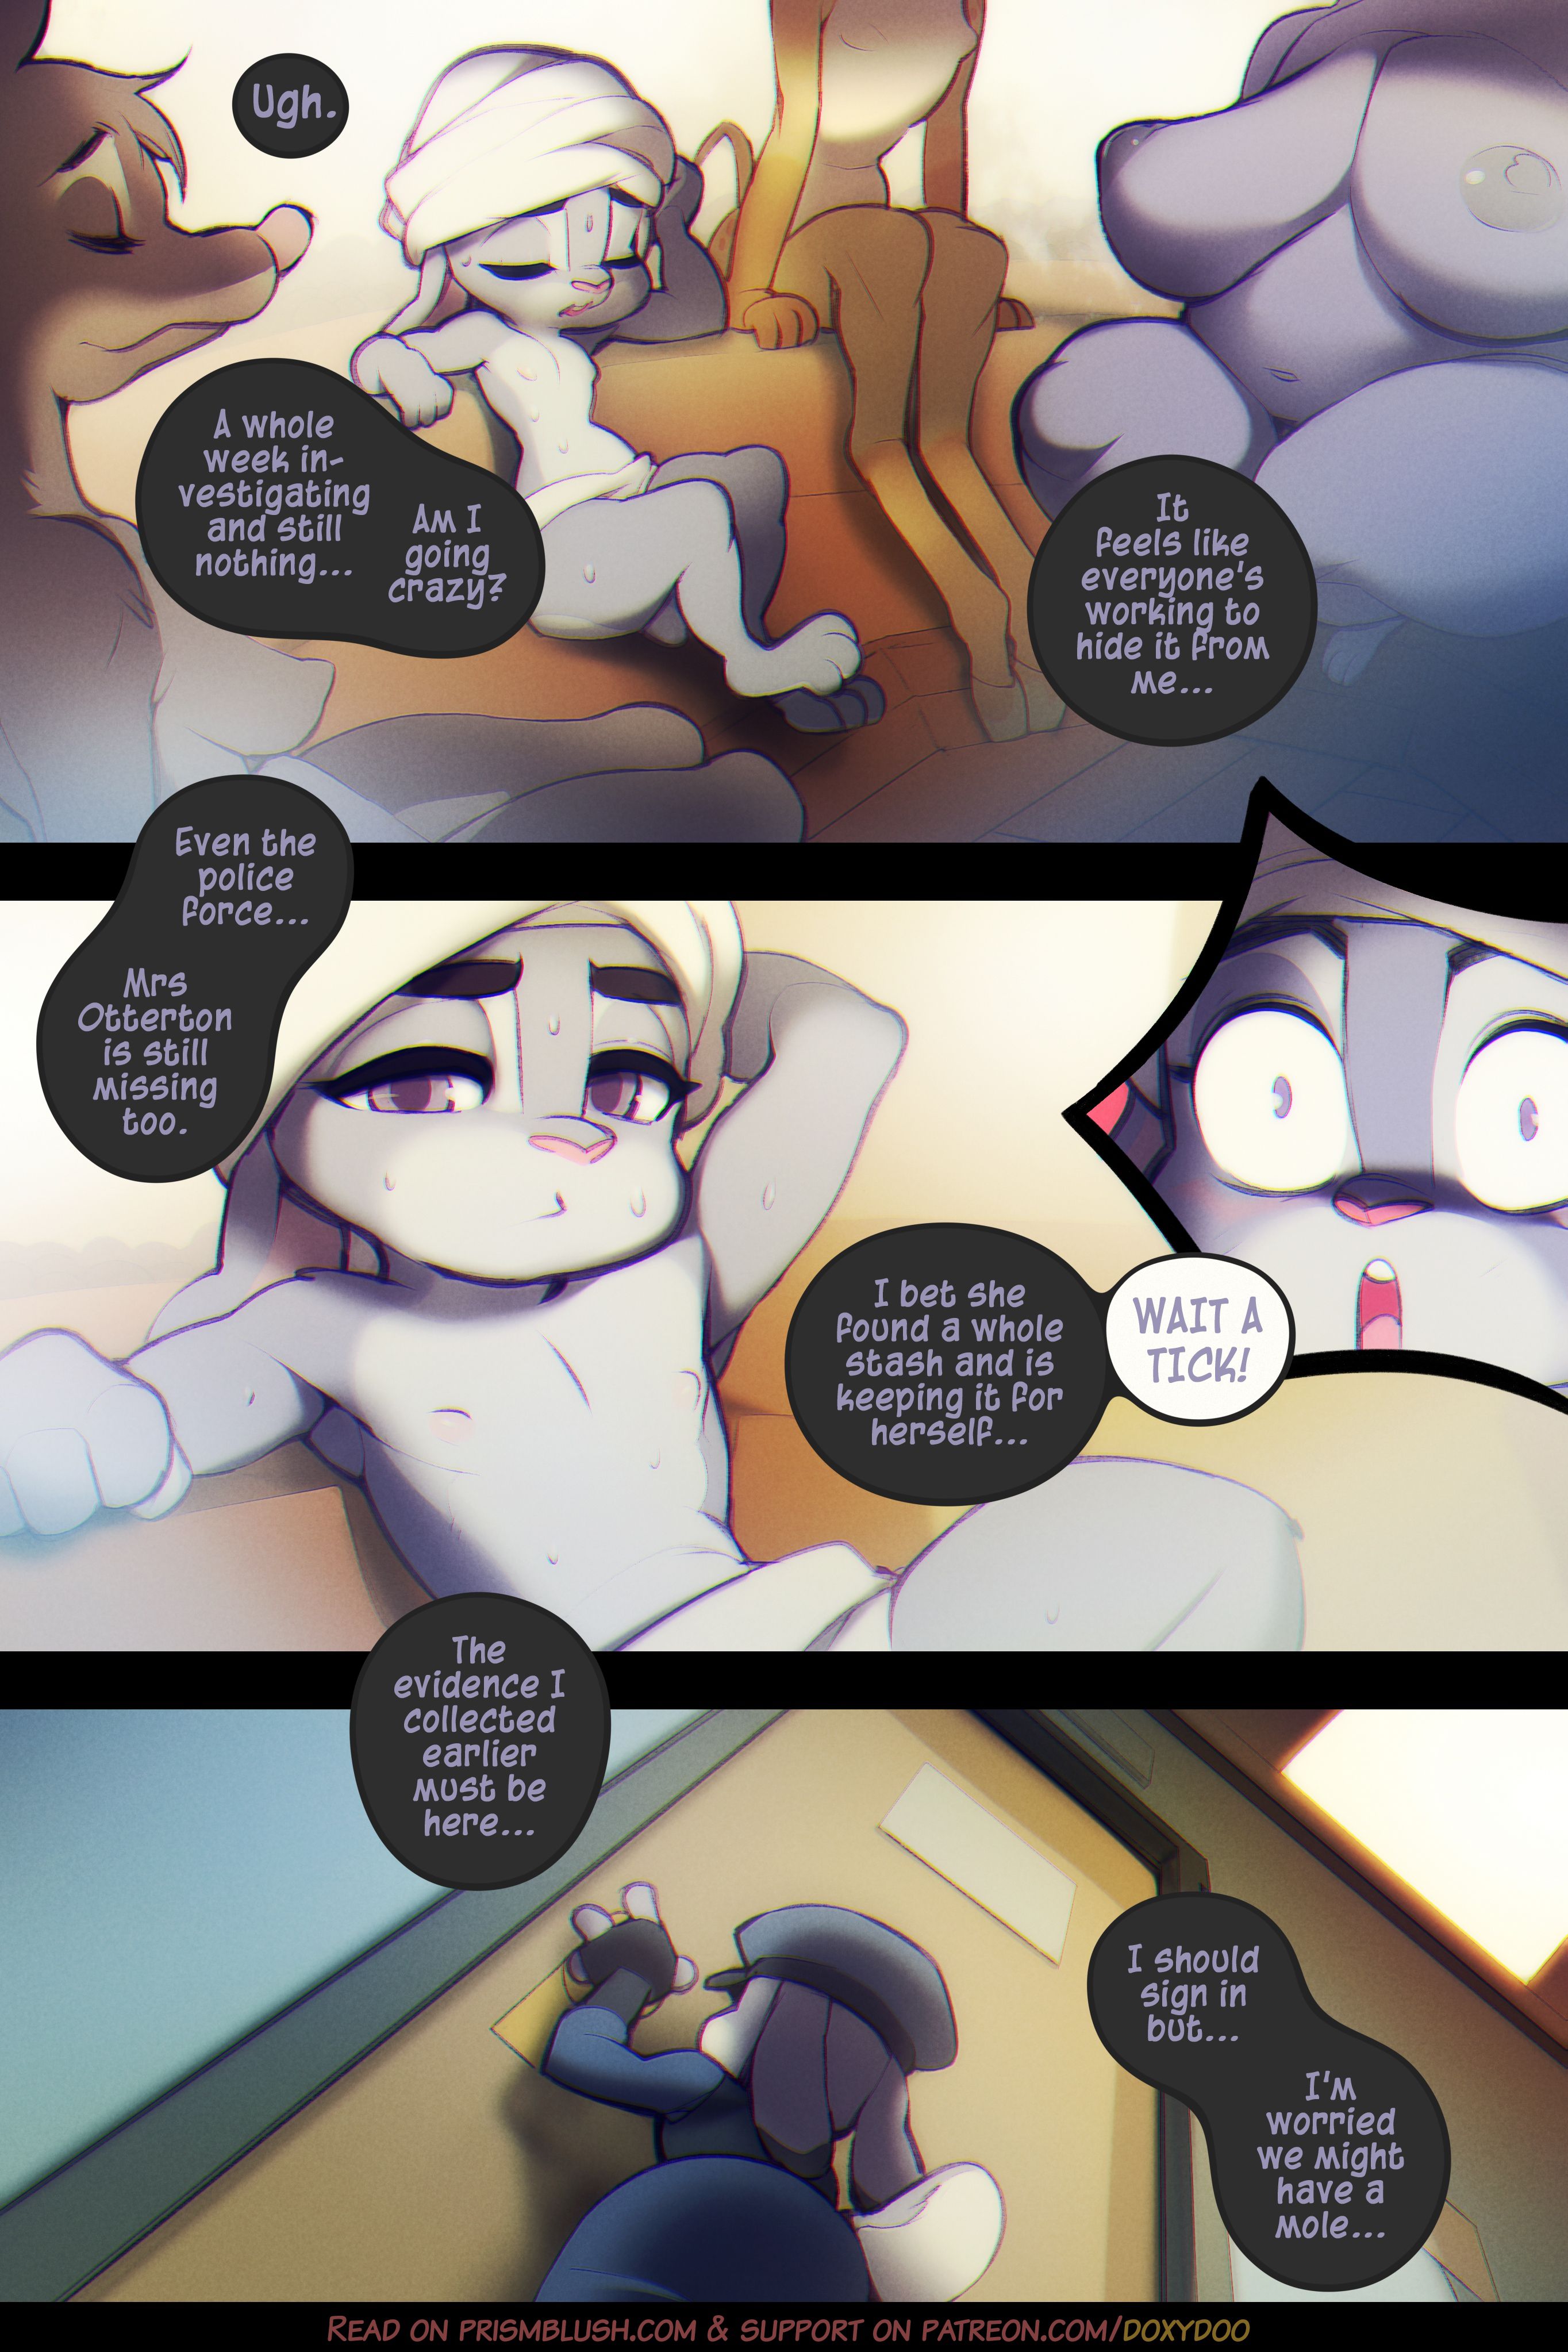 Ugh.
A whole
week in-
vestigating
and still
nothing...
Am I
going
crazy?
It
feels like
everyone's
working to
hide it from
me...
Even the
police
force...
Mrs
Otterton
is still
missing
too.
I bet she
found a whole
stash and is
keeping it for
herself...
WAIT A
TICK!
The
evidence I
collected
earlier
must be
here...
I should
sign in
but...
I'm
worried
we might
have a
mole...
READ ON PRISMBLUSH.COM & SUPPORT ON PATREON.COM/DOXYDOO